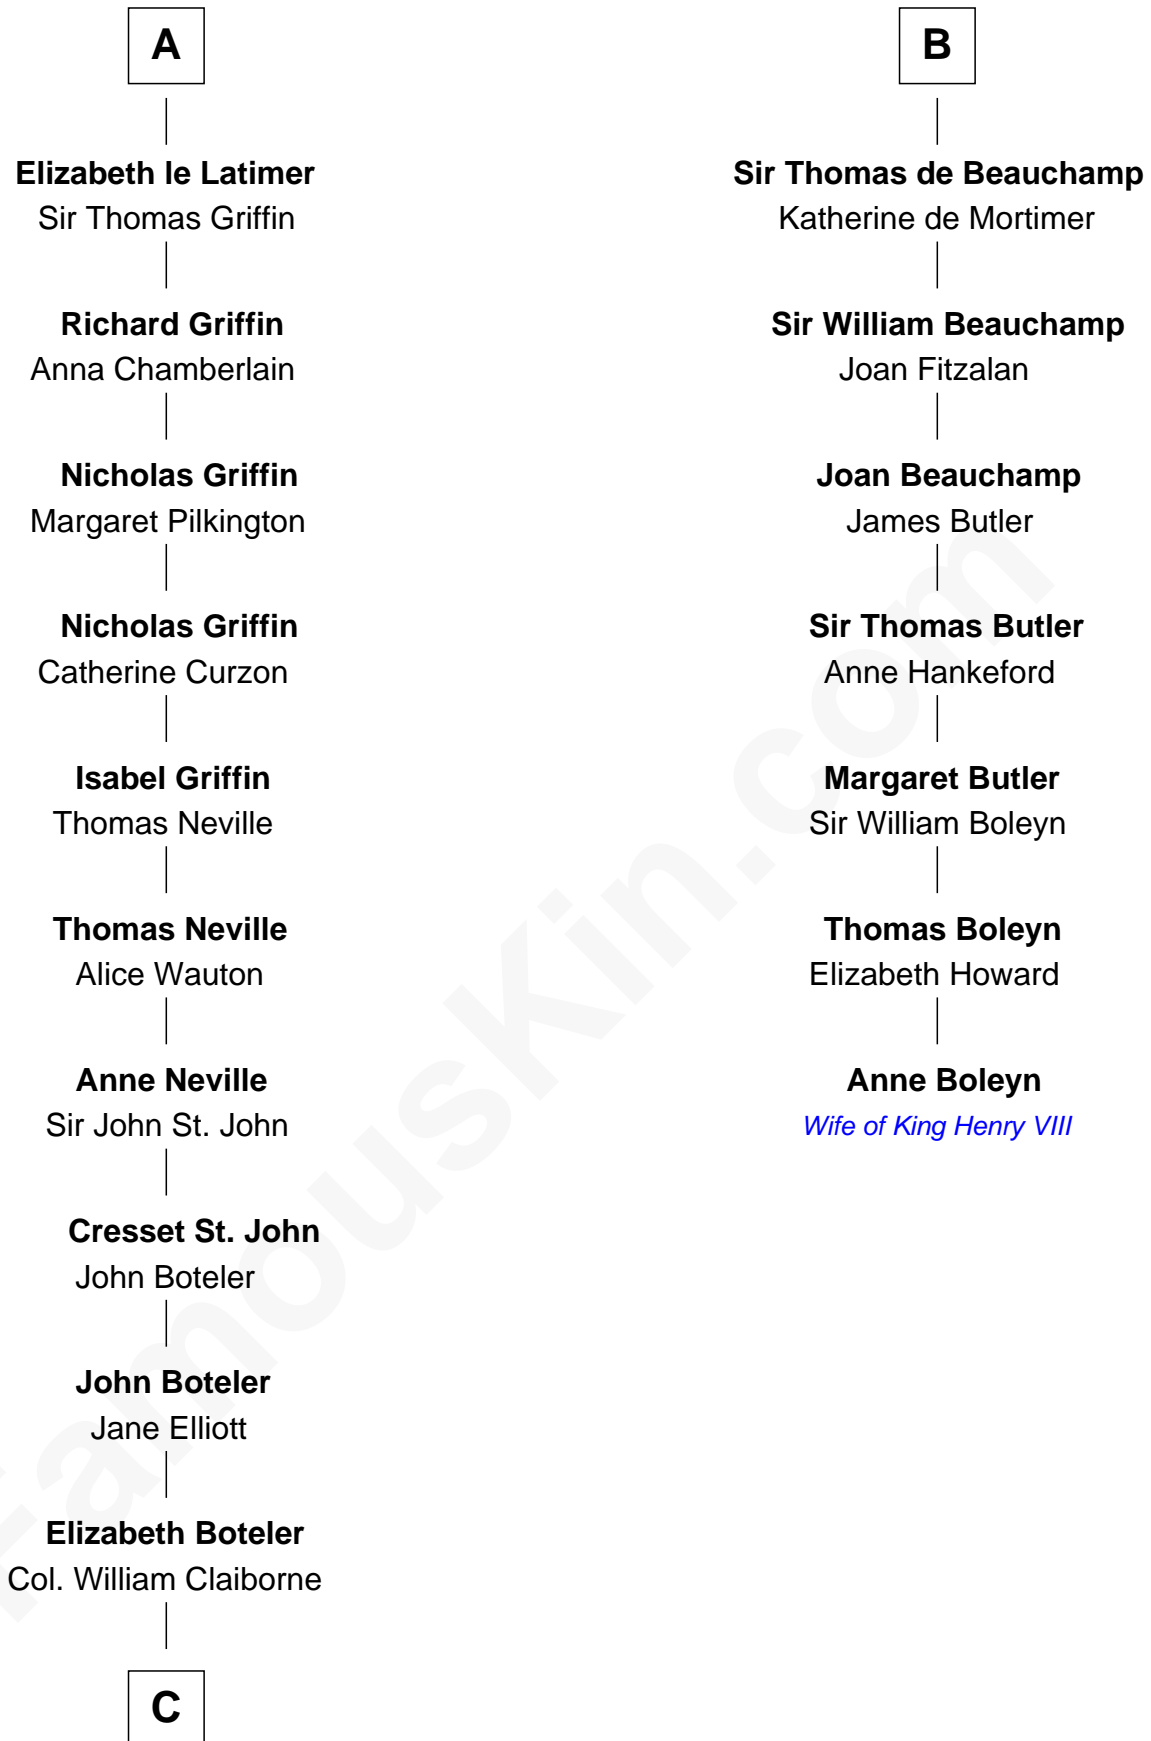 A
Elizabeth le Latimer
Sir Thomas Griffin
Richard Griffin
Anna Chamberlain
Nicholas Griffin
Margaret Pilkington
Nicholas Griffin
Catherine Curzon
Isabel Griffin
Thomas Neville
Thomas Neville
Alice Wauton
Anne Neville
Sir John St. John
Cresset St. John
John Boteler
John Boteler
Jane Elliott
Elizabeth Boteler
Col. William Claiborne
C
B
Sir Thomas de Beauchamp
Katherine de Mortimer
Sir William Beauchamp
Joan Fitzalan
Joan Beauchamp
James Butler
Sir Thomas Butler
Anne Hankeford
Margaret Butler
Sir William Boleyn
Thomas Boleyn
Elizabeth Howard
Anne Boleyn
Wife of King Henry VIII
FamousKin.com